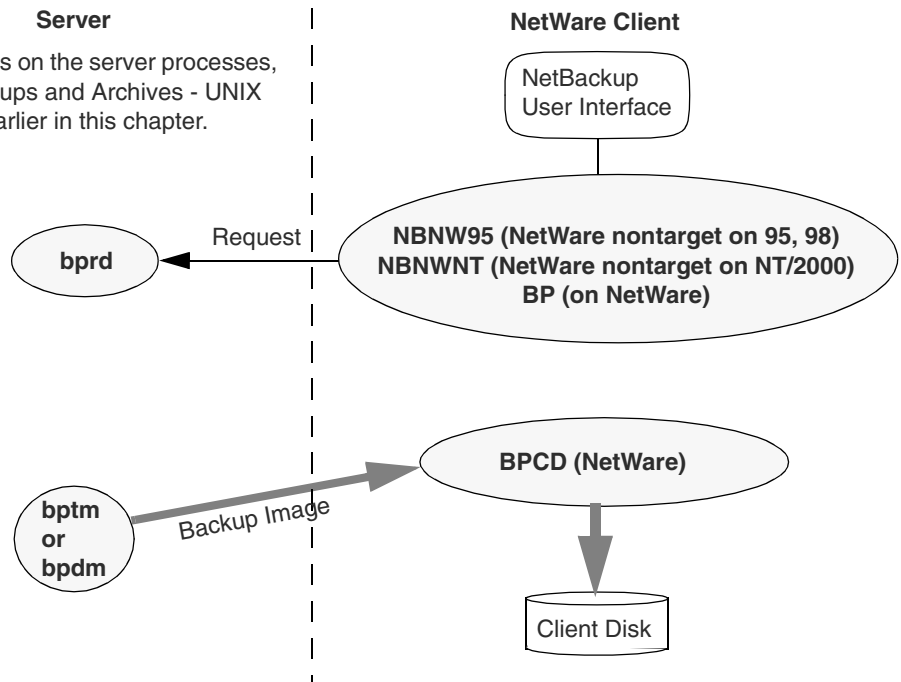 Server
NetWare Client
s on the server processes,
ups and Archives - UNIX
arlier in this chapter.
NetBackup
User Interface
Request
bprd
NBNW95 (NetWare nontarget on 95, 98)
NBNWNT (NetWare nontarget on NT/2000)
BP (on NetWare)
BPCD (NetWare)
bptm
or
bpdm
Backup Image
Client Disk